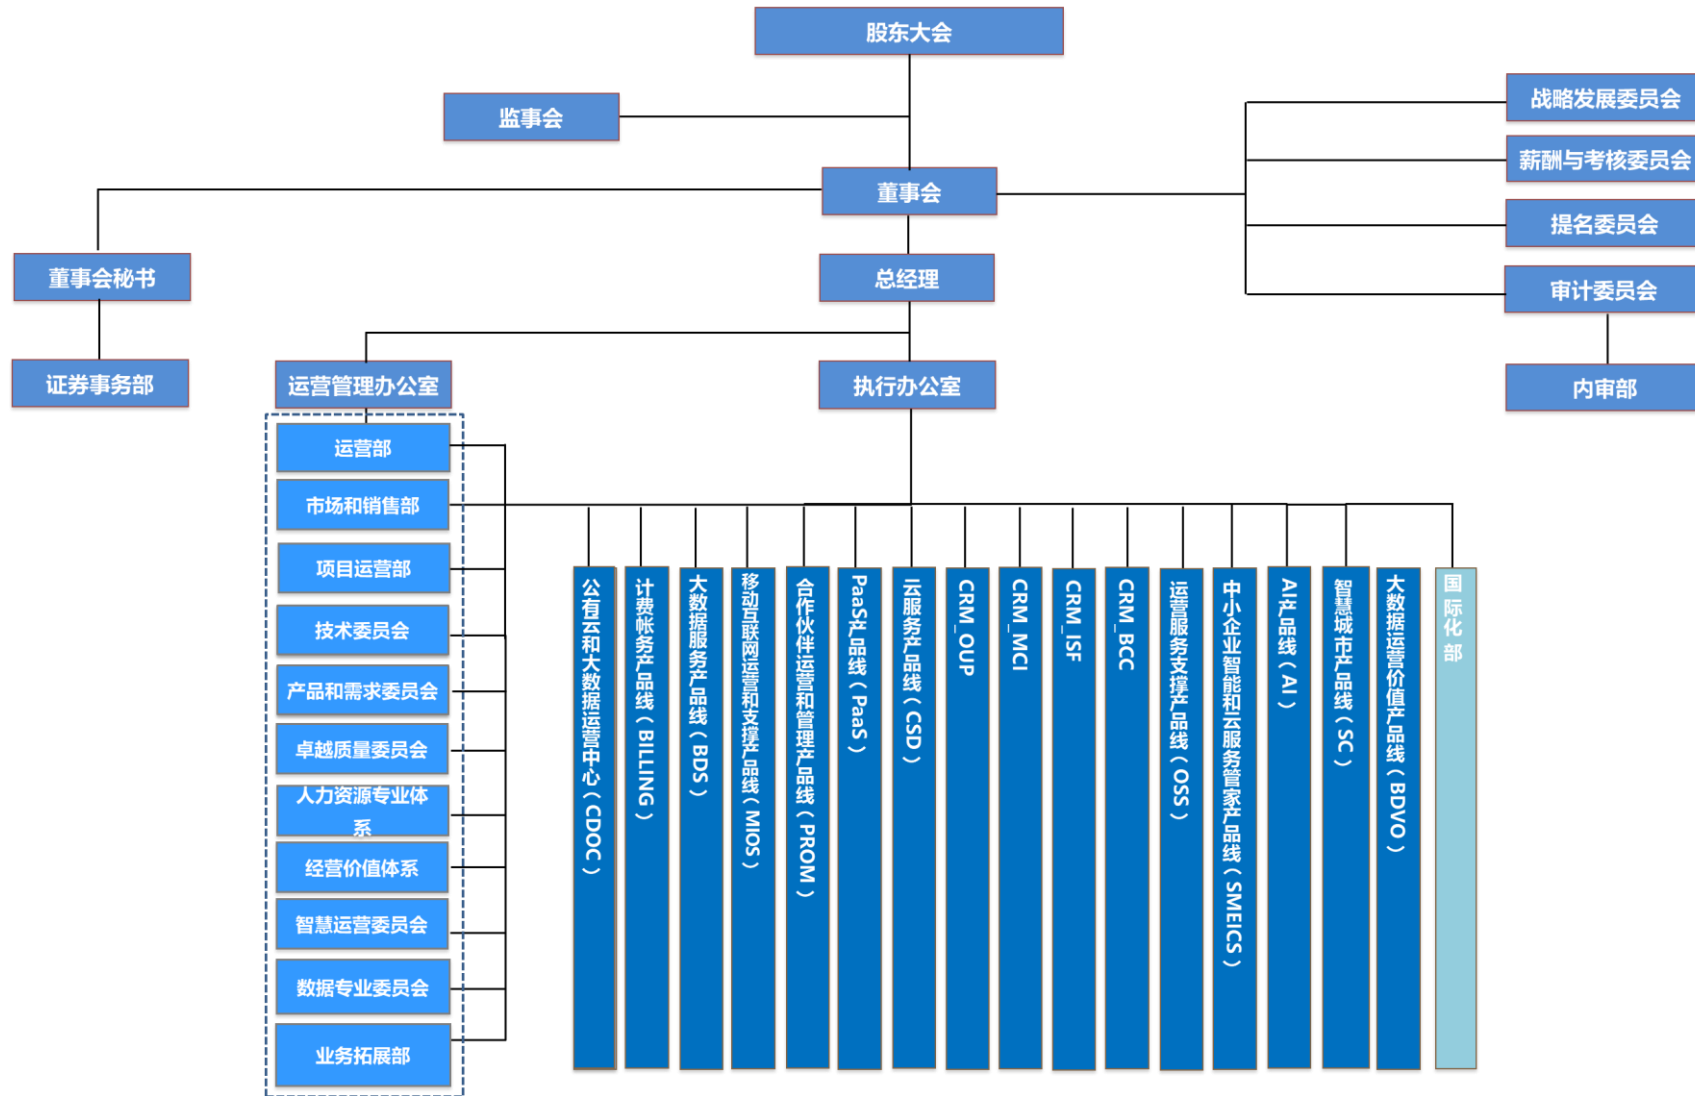 股东大会
监事会
战略发展委员会
薪酬与考核委员会
董事会
提名委员会
董事会秘书
总经理
审计委员会
证券事务部
运营管理办公室
执行办公室
内审部
运营部
市场和销售部
项目运营部
技术委员会
产品和需求委员会
卓越质量委员会
人力资源专业体
系
经营价值体系
智慧运营委员会
数据专业委员会
业务拓展部
公有云和大数据运营中心（CDOC）
计费帐务产品线（BILLING）
大数据服务产品线（BDS）
移动互联网运营和支撑产品线（MIOS）
合作伙伴运营和管理产品线（PROM）
PaaS产品线（PaaS）
云服务产品线（CSD）
CRM_OUP
CRM_MCI
CRM_ISF
CRM_BCC
运营服务支撑产品线（OSS）
中小企业智能和云服务管家产品线（SMEICS）
AI产品线（AI）
智慧城市产品线（SC）
大数据运营价值产品线（BDVO）
国际化部